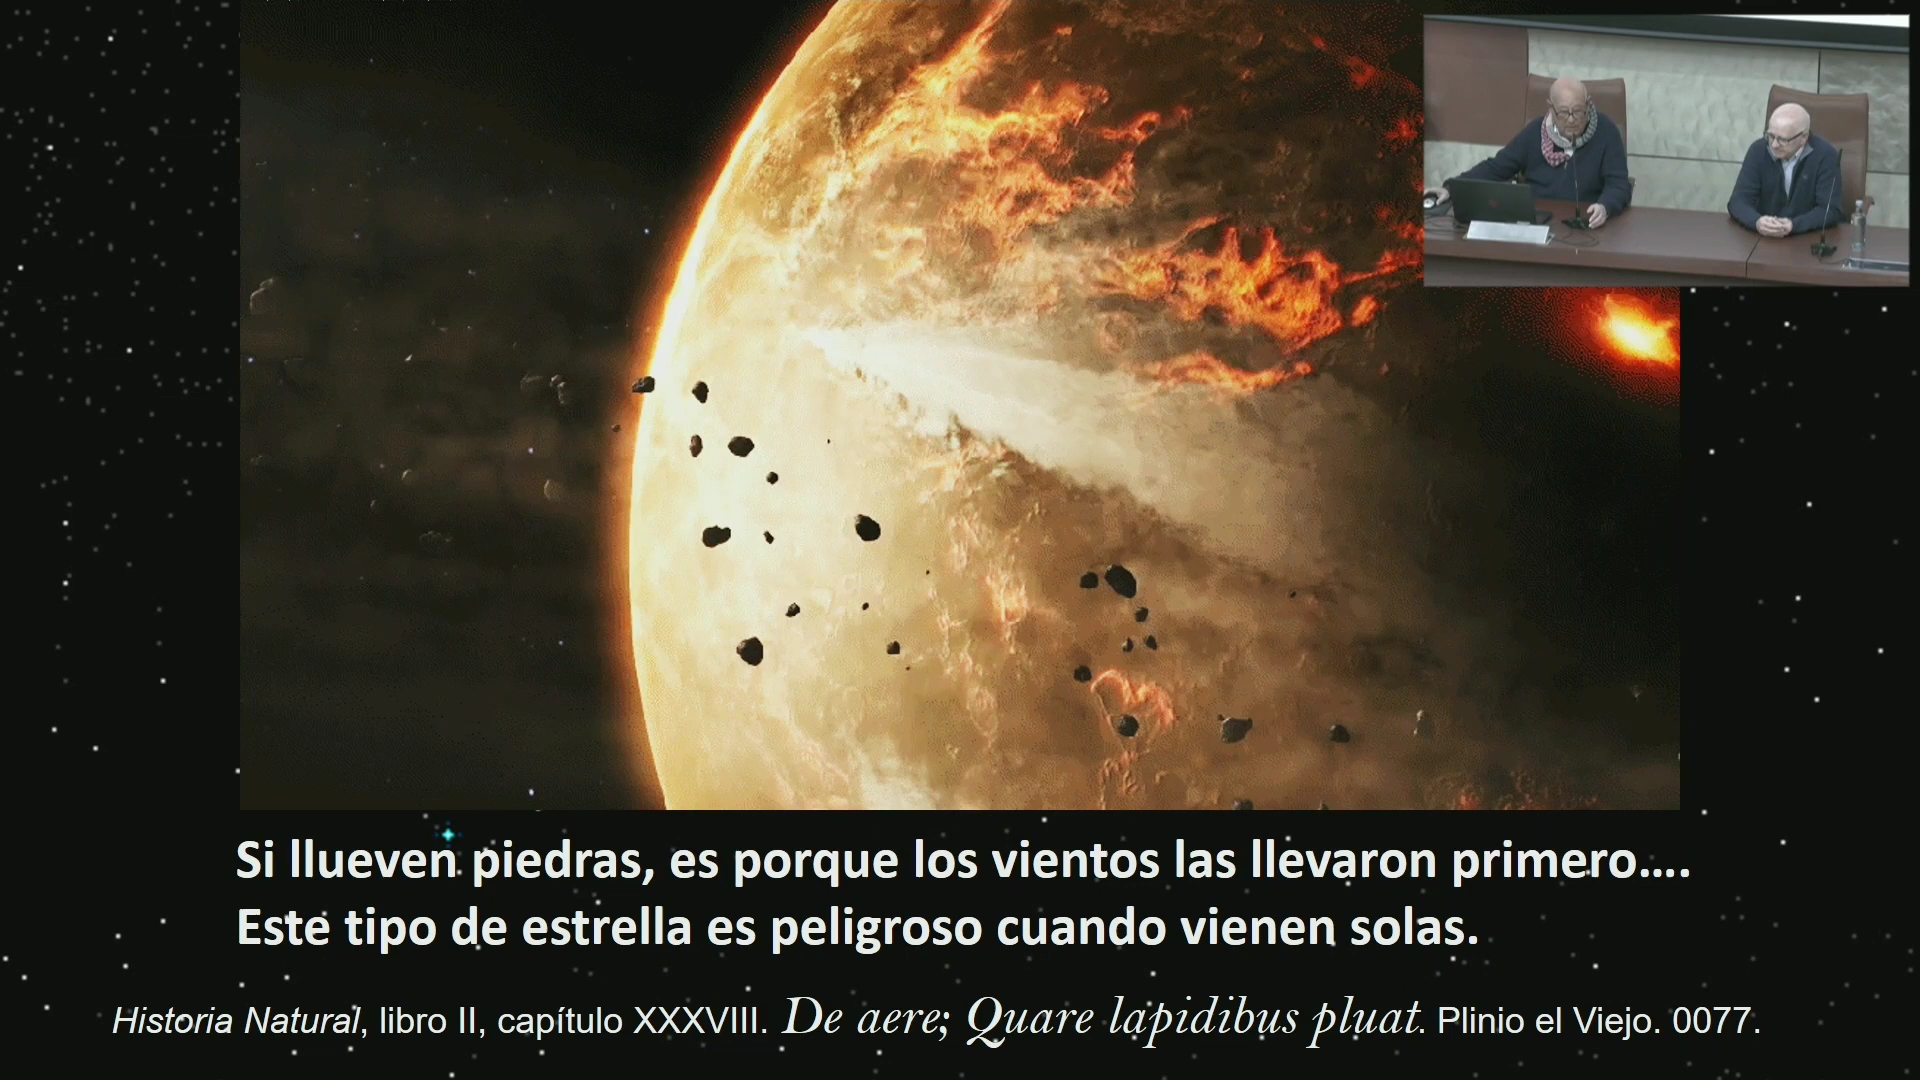 Si llueven piedras, es porque los vientos las llevaron primero....
Este tipo de estrella es peligroso cuando vienen solas.
Historia Natural, libro II, capítulo XXXVIII. De aere; Quare lapidibus pluat. Plinio el Viejo. 0077.